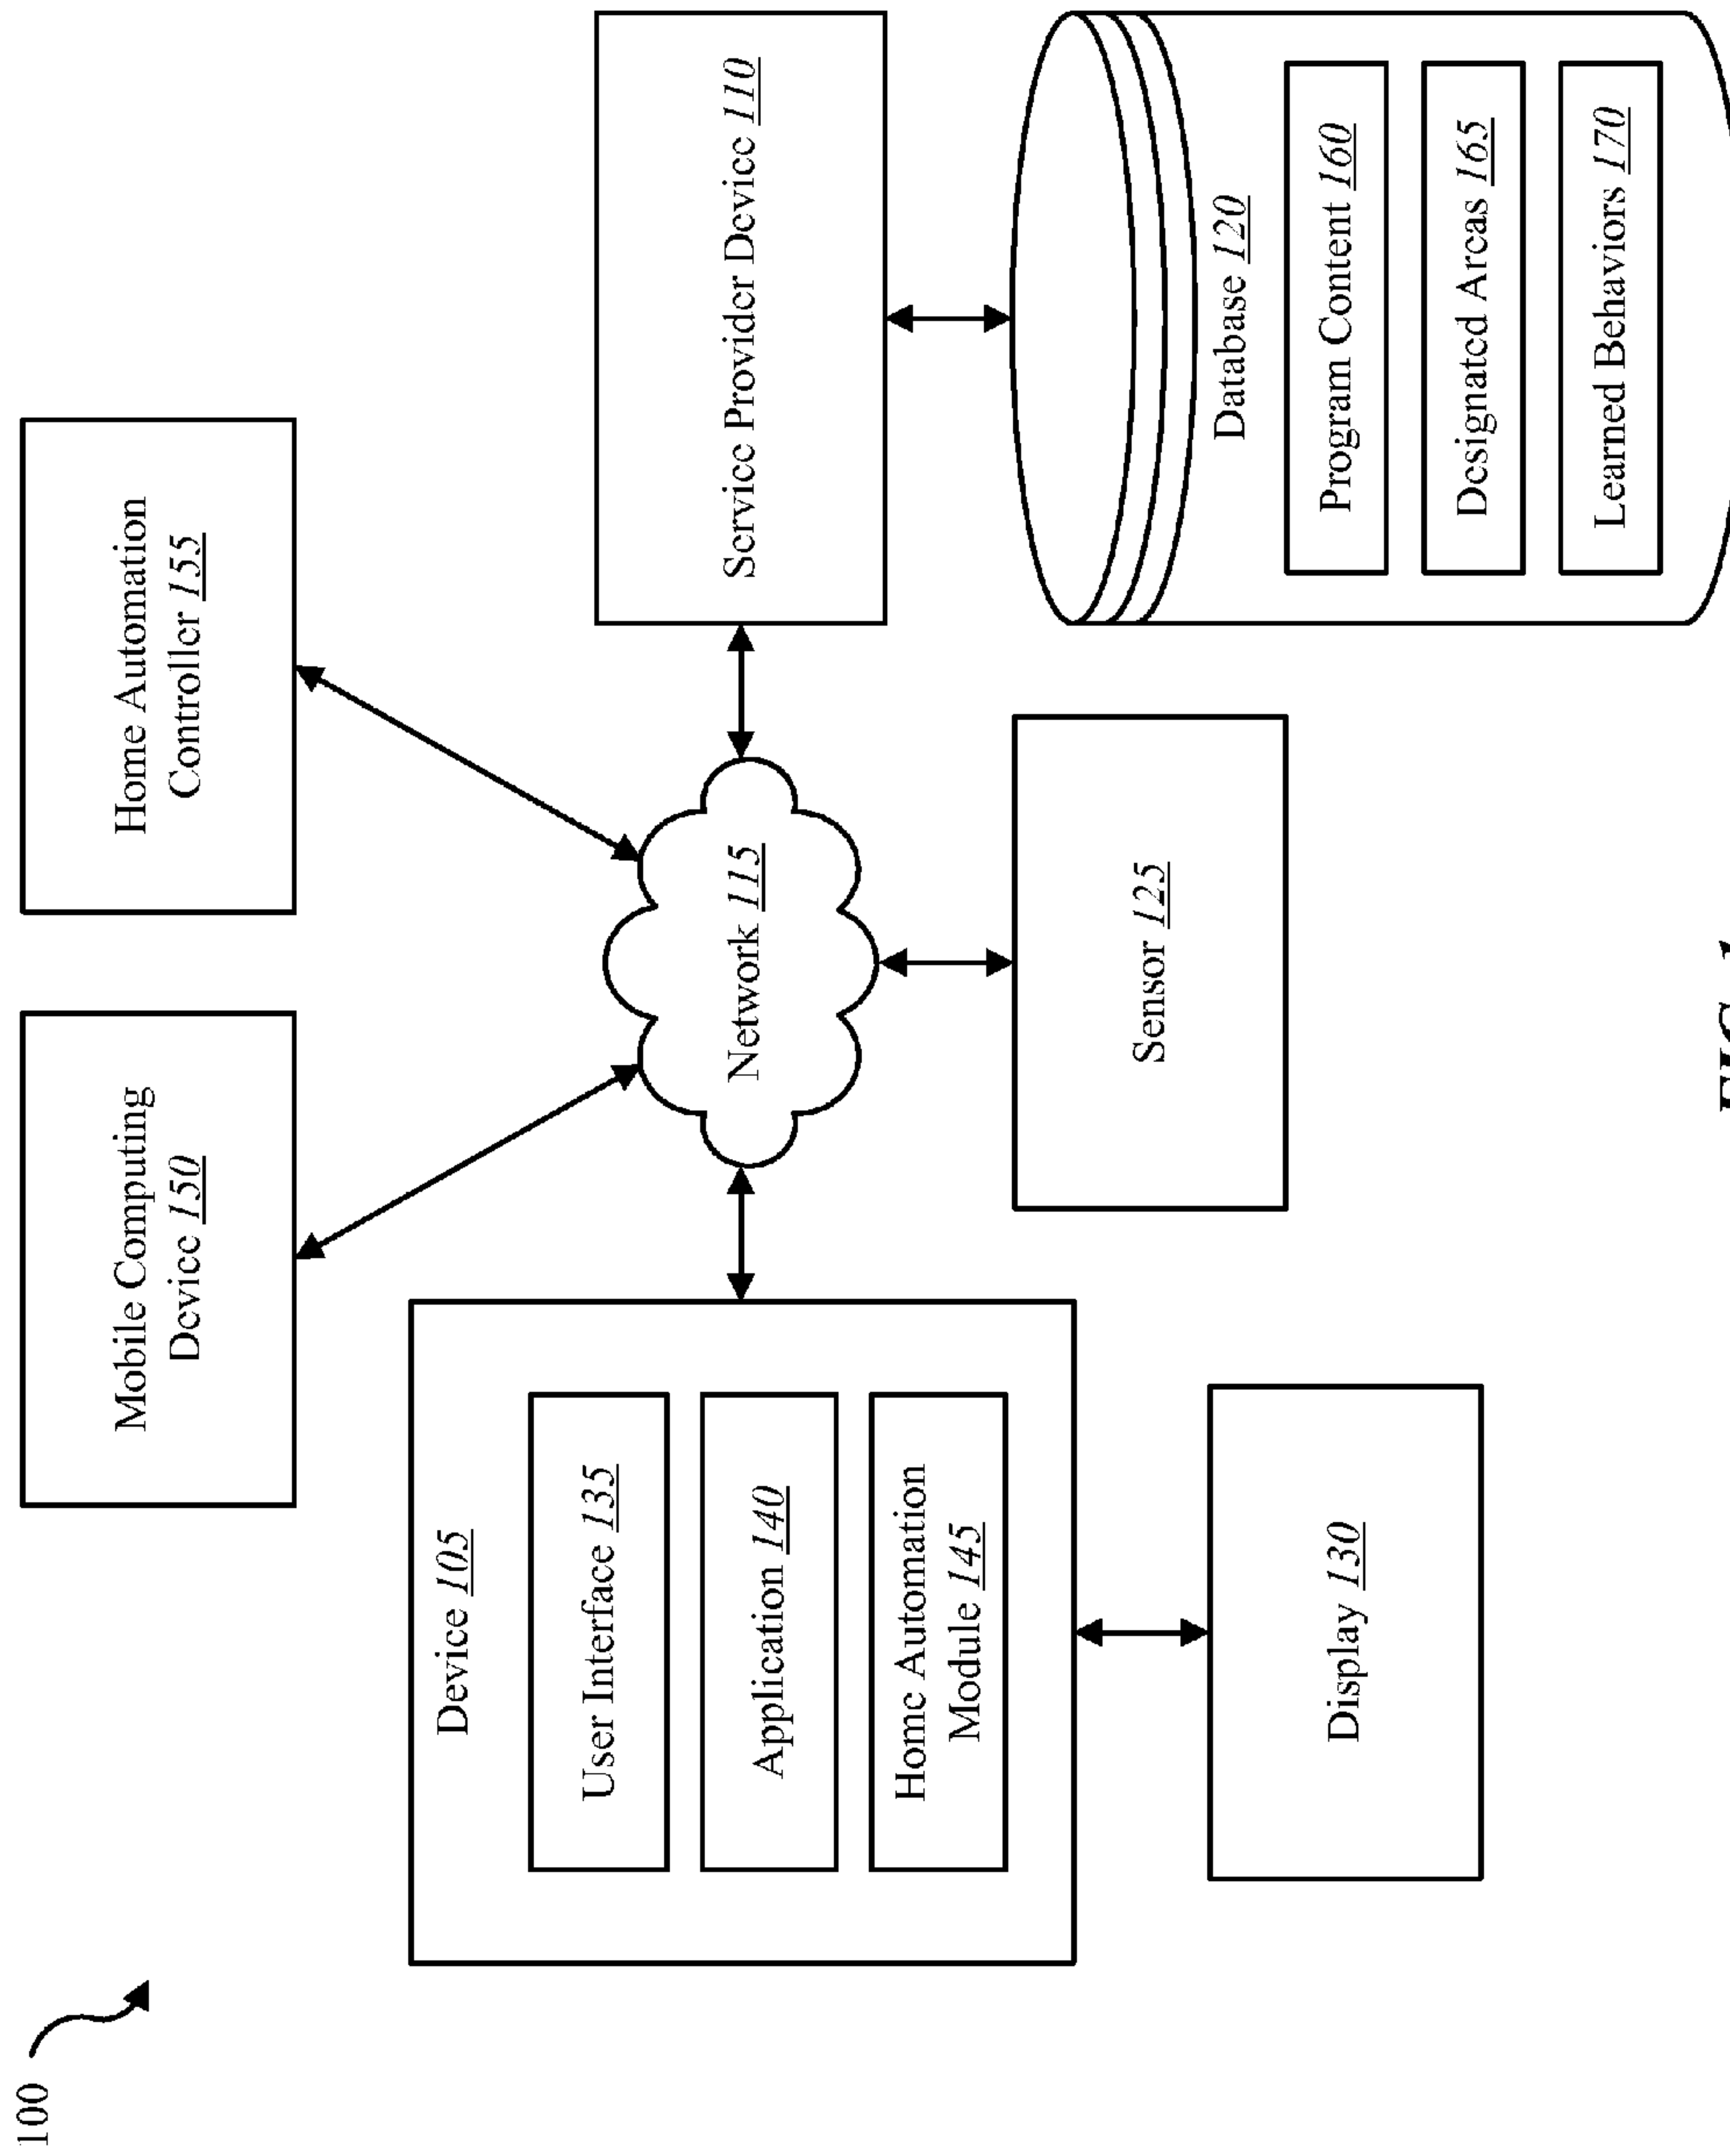 100
Mobile Computing
Device 150
Home Automation
Controller 155
Device 105
User Interface 135
Application 140
Home Automation
Module 145
Network 115
Service Provider Device 110
Display 130
Sensor 125
Database 120
Program Content 160
Designated Areas 165
Learned Behaviors 170